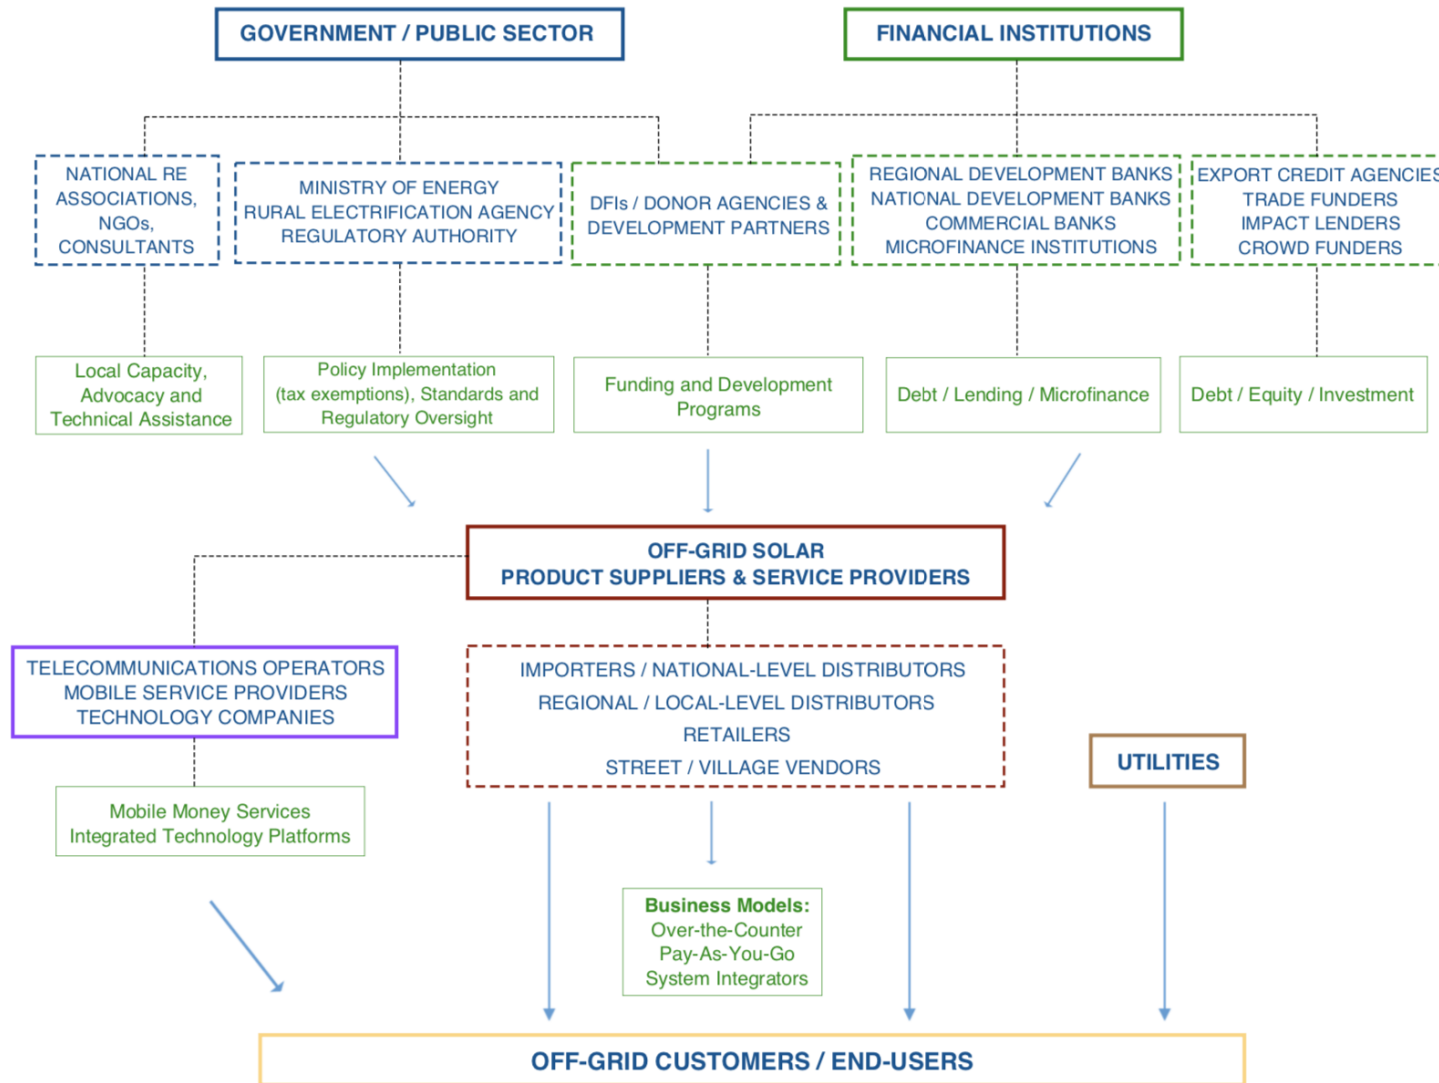 GOVERNMENT / PUBLIC SECTOR
FINANCIAL INSTITUTIONS
NATIONAL RE
ASSOCIATIONS,
NGOs,
CONSULTANTS
MINISTRY OF ENERGY
RURAL ELECTRIFICATION AGENCY
REGULATORY AUTHORITY
DFIs / DONOR AGENCIES &
DEVELOPMENT PARTNERS
REGIONAL DEVELOPMENT BANKS
NATIONAL DEVELOPMENT BANKS
COMMERCIAL BANKS
MICROFINANCE INSTITUTIONS
EXPORT CREDIT AGENCIES
TRADE FUNDERS
IMPACT LENDERS
CROWD FUNDERS
Local Capacity,
Advocacy and
Technical Assistance
Policy Implementation
(tax exemptions), Standards and
Regulatory Oversight
Funding and Development
Programs
Debt / Lending / Microfinance
Debt / Equity / Investment
OFF-GRID SOLAR
PRODUCT SUPPLIERS & SERVICE PROVIDERS
TELECOMMUNICATIONS OPERATORS
MOBILE SERVICE PROVIDERS
TECHNOLOGY COMPANIES
IMPORTERS / NATIONAL-LEVEL DISTRIBUTORS
REGIONAL / LOCAL-LEVEL DISTRIBUTORS
RETAILERS
STREET / VILLAGE VENDORS
UTILITIES
Mobile Money Services
Integrated Technology Platforms
Business Models:
Over-the-Counter
Pay-As-You-Go
System Integrators
OFF-GRID CUSTOMERS / END-USERS